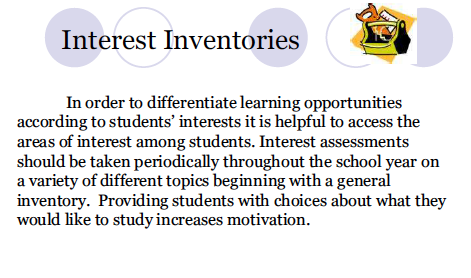 Interest Inventories
In order to differentiate learning opportunities
according to students' interests it is helpful to access the
areas of interest among students. Interest assessments
should be taken periodically throughout the school year on
a variety of different topics beginning with a general
inventory. Providing students with choices about what they
would like to study increases motivation.